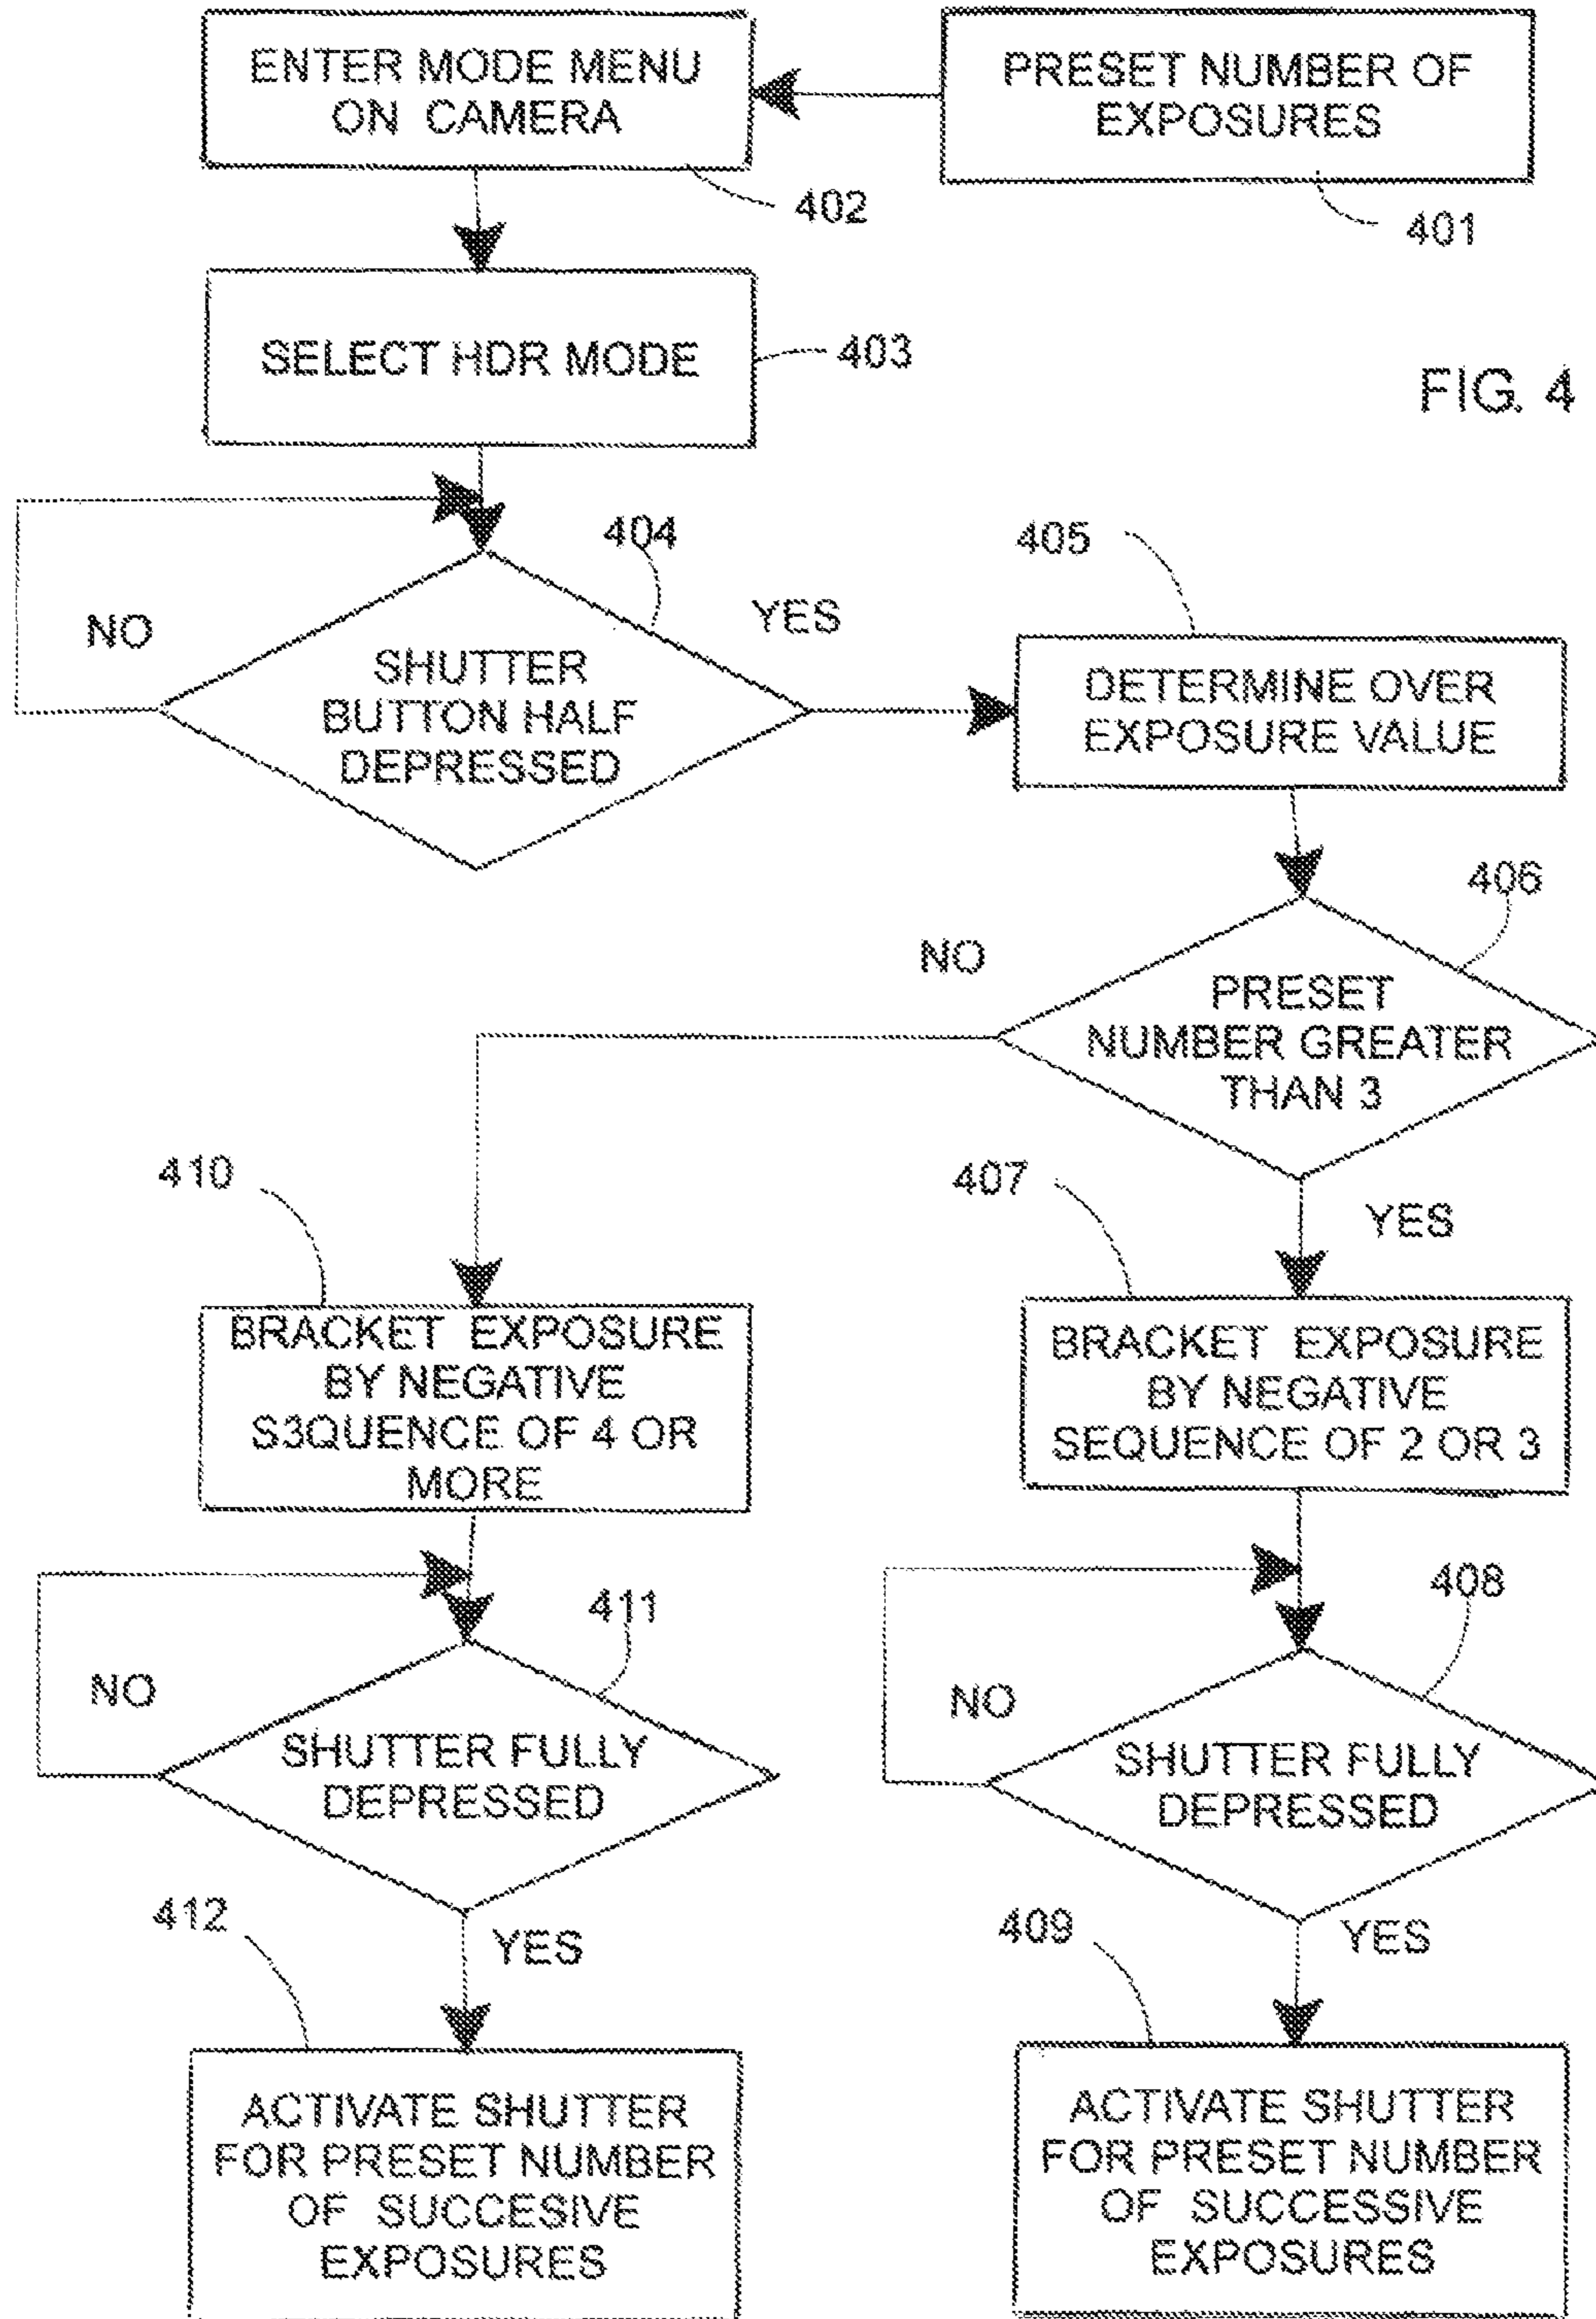 ENTER MODE MENU
ON CAMERA
402
PRESET NUMBER OF
EXPOSURES
401
SELECT HDR MODE
403
FIG. 4
404
NO
YES
SHUTTER
BUTTON HALF
DEPRESSED
405
DETERMINE OVER
EXPOSURE VALUE
406
NO
PRESET
NUMBER GREATER
THAN 3
YES
410
BRACKET EXPOSURE
BY NEGATIVE
S3QUENCE OF 4 OR
MORE
407
BRACKET EXPOSURE
BY NEGATIVE
SEQUENCE OF 2 OR 3
411
NO
SHUTTER FULLY
DEPRESSED
YES
408
NO
SHUTTER FULLY
DEPRESSED
YES
412
ACTIVATE SHUTTER
FOR PRESET NUMBER
OF SUCCESIVE
EXPOSURES
409
ACTIVATE SHUTTER
FOR PRESET NUMBER
OF SUCCESSIVE
EXPOSURES